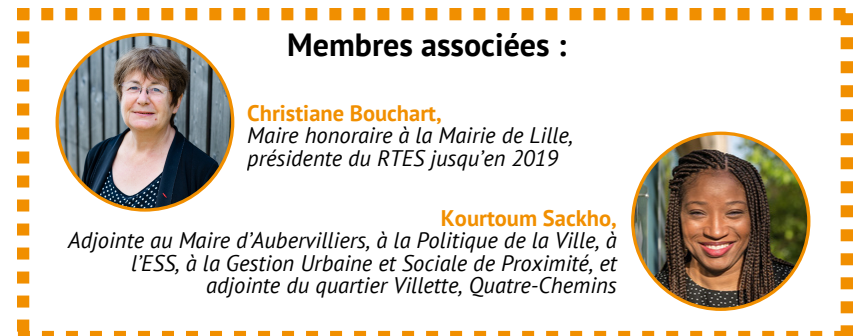 Membres associées :
Christiane Bouchart,
Maire honoraire à la Mairie de Lille,
présidente du RTES jusqu'en 2019
Kourtoum Sackho,
Adjointe au Maire d'Aubervilliers, à la Politique de la Ville, à
l'ESS, à la Gestion Urbaine et Sociale de Proximité, et
adjointe du quartier Villette, Quatre-Chemins